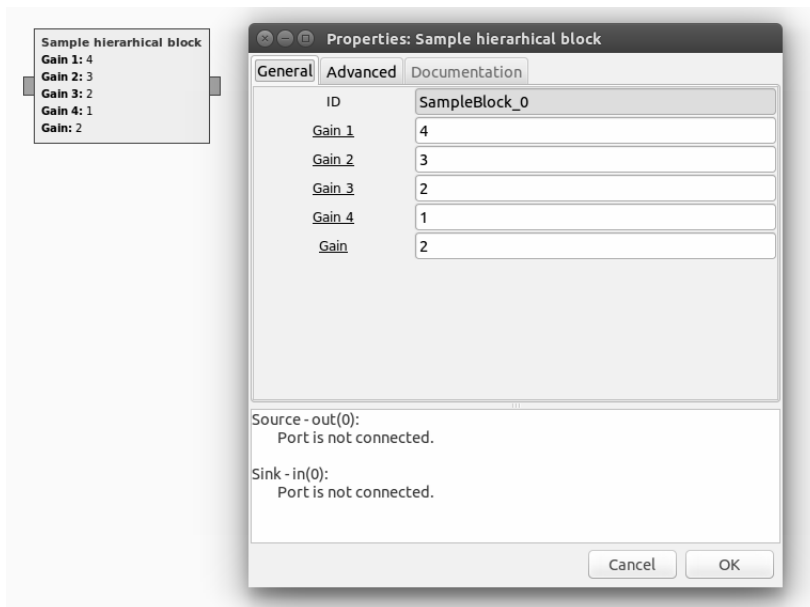 Sample hierarhical block
Gain 1: 4
Gain 2: 3
Gain 3: 2
Gain 4: 1
Gain: 2
Properties: Sample hierarhical block
General Advanced Documentation
ID SampleBlock_0
Gain 1 4
Gain 2 3
Gain 3 2
Gain 4 1
Gain 2
Source - out(0):
Port is not connected.
Sink - in(0):
Port is not connected.
Cancel OK